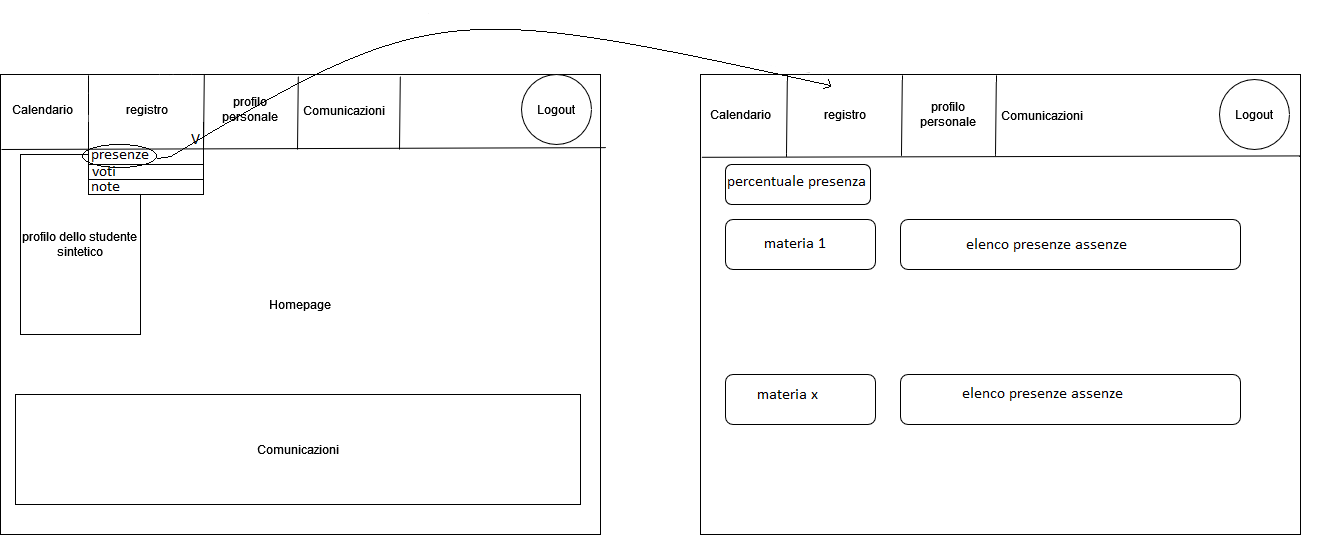 Calendario
registro
profilo
personale
Comunicazioni
Logout
V
presenze
voti
note
profilo dello studente
sintetico
Homepage
Comunicazioni
Calendario
registro
profilo
personale
Comunicazioni
Logout
percentuale presenza
materia 1
elenco presenze assenze
materia x
elenco presenze assenze